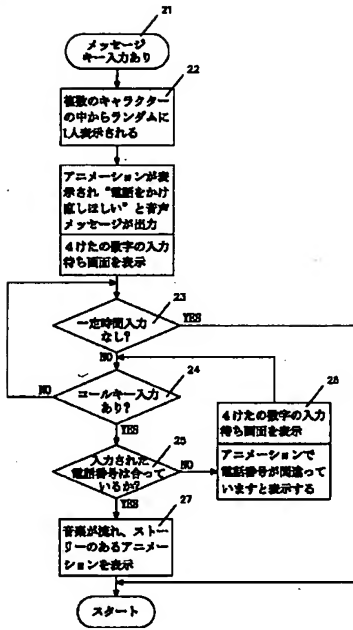 21
メッセージ
キー入力あり
22
複数のキャラクター
の中からランダムに
1人表示される
アニメーションが表
示され“電話をかけ
直しほしい”と音声
メッセージが出力
4けたの数字の入力
待ち画面を表示
23
一定時間入力
なし?
YES
NO
24
コールキー入力
あり?
NO
YES
25
入力された
電話番号は合って
いるか?
NO
YES
26
4けたの数字の入力
待ち画面を表示
アニメーションで
電話番号が間違って
いますと表示する
27
音楽が流れ、ストー
リーのあるアニメー
ションを表示
スタート